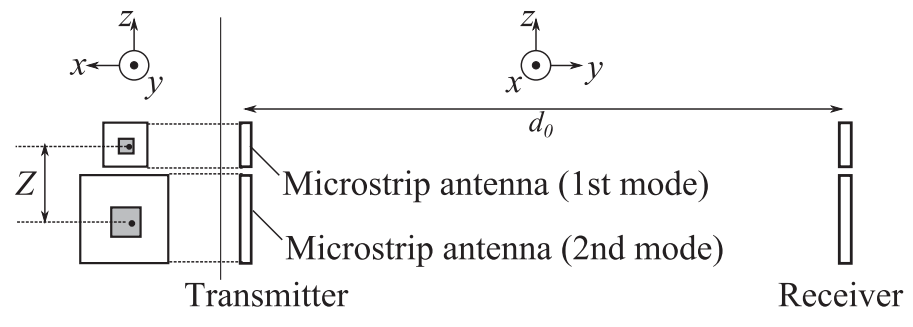 z
x
y
z
x
y
d0
Z
Microstrip antenna (1st mode)
Microstrip antenna (2nd mode)
Transmitter
Receiver